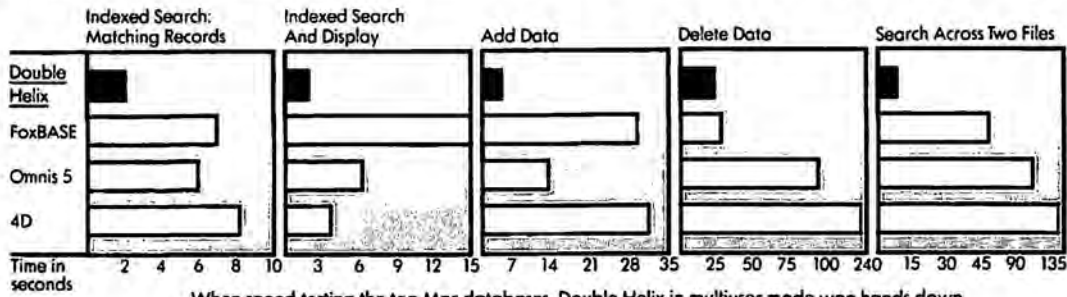 Indexed Search:
Matching Records
Indexed Search
And Display
Add Data
Delete Data
Search Across Two Files
Double
Helix
FoxBASE
Omnis 5
4D
Time in
seconds
2 4 6 8 10
3 6 9 12 15
7 14 21 28 35
25 50 75 100 240
15 30 45 90 135
When speed testing the top Mac databases, Double Helix in multiuser mode won hands down